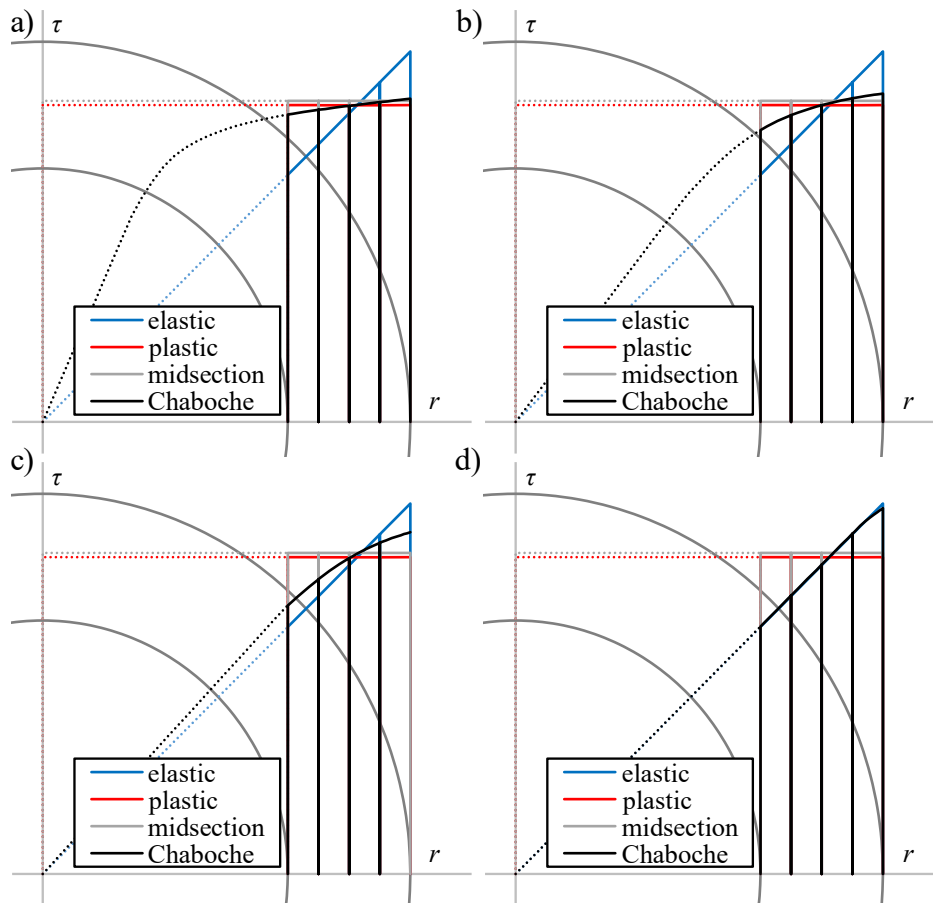 a)
τ
elastic
plastic
midsection
Chaboche
r
b)
τ
elastic
plastic
midsection
Chaboche
r
c)
τ
elastic
plastic
midsection
Chaboche
r
d)
τ
elastic
plastic
midsection
Chaboche
r